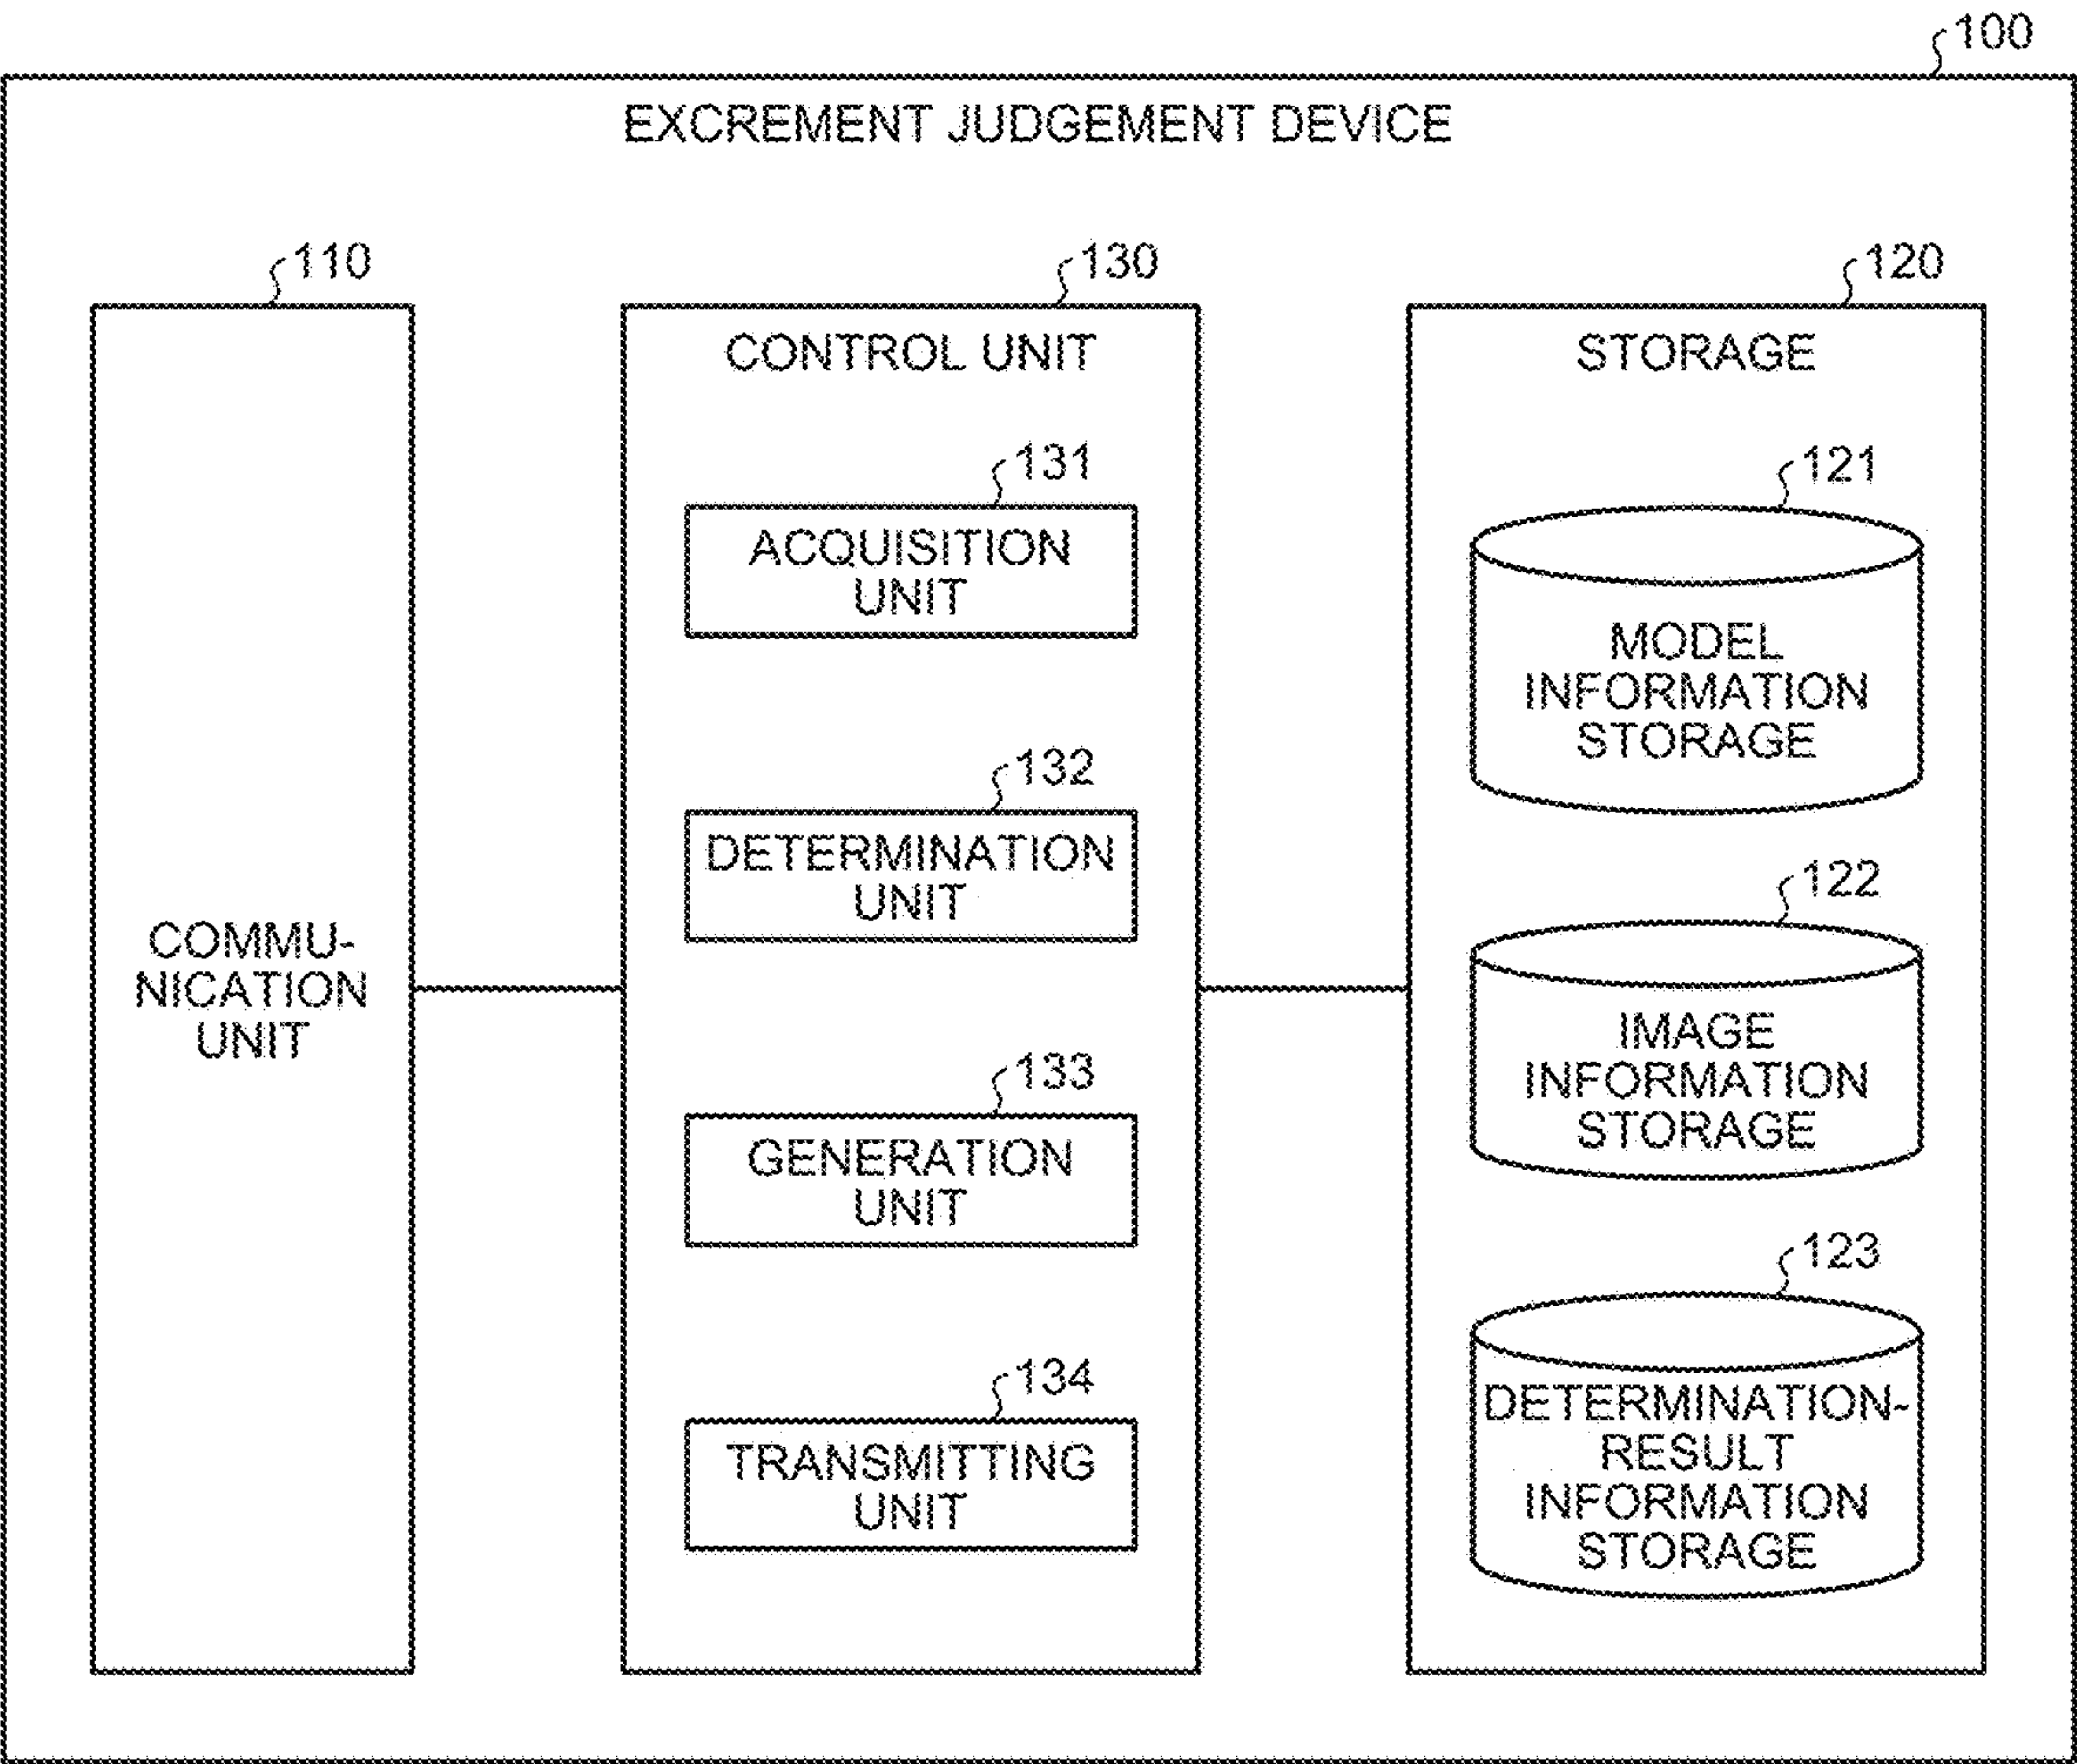 100
EXCREMENT JUDGEMENT DEVICE
110
COMMU-
NICATION
UNIT
130
CONTROL UNIT
131
ACQUISITION
UNIT
132
DETERMINATION
UNIT
133
GENERATION
UNIT
134
TRANSMITTING
UNIT
120
STORAGE
121
MODEL
INFORMATION
STORAGE
122
IMAGE
INFORMATION
STORAGE
123
DETERMINATION-
RESULT
INFORMATION
STORAGE